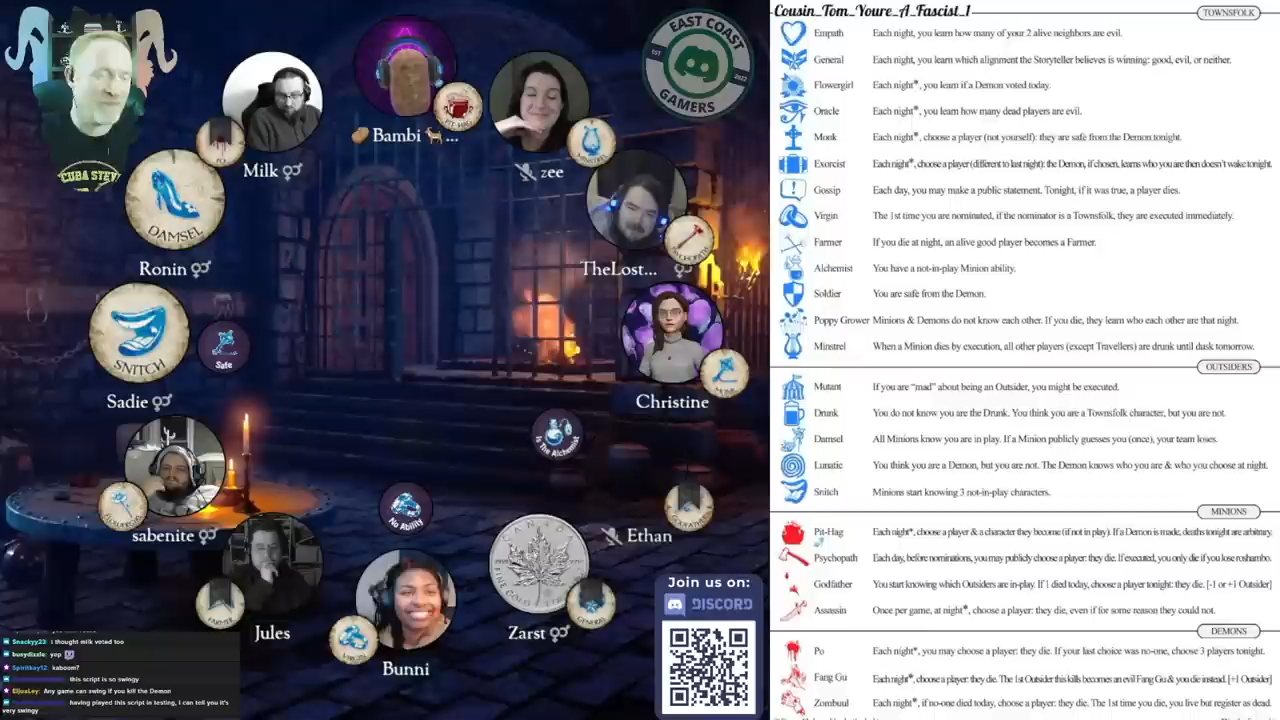 Cousin_Tom_Youre_A_Fascist_1
TOWNSFOLK
Empath Each night, you learn how many of your 2 alive neighbors are evil.
General Each night, you learn which alignment the Storyteller believes is winning: good, evil, or neither.
Flowergirl Each night*, you learn if a Demon voted today.
Oracle Each night*, you learn how many dead players are evil.
Monk Each night*, choose a player (not yourself): they are safe from the Demon tonight.
Exorcist Each night*, choose a player (different to last night): the Demon, if chosen, learns who you are then doesn't wake tonight.
Gossip Each day, you may make a public statement. Tonight, if it was true, a player dies.
Virgin The 1st time you are nominated, if the nominator is a Townsfolk, they are executed immediately.
Farmer If you die at night, an alive good player becomes a Farmer.
Alchemist You have a not-in-play Minion ability.
Soldier You are safe from the Demon.
Poppy Grower Minions & Demons do not know each other. If you die, they learn who each other are that night.
Minstrel When a Minion dies by execution, all other players (except Travellers) are drunk until dusk tomorrow.
OUTSIDERS
Mutant If you are "mad" about being an Outsider, you might be executed.
Drunk You do not know you are the Drunk. You think you are a Townsfolk character, but you are not.
Damsel All Minions know you are in play. If a Minion publicly guesses you (once), your team loses.
Lunatic You think you are a Demon, but you are not. The Demon knows who you are & who you choose at night.
Snitch Minions start knowing 3 not-in-play characters.
MINIONS
Pit-Hag Each night*, choose a player & a character they become (if not in play). If a Demon is made, deaths tonight are arbitrary.
Psychopath Each day, before nominations, you may publicly choose a player: they die. If executed, you only die if you lose roshambo.
Godfather You start knowing which Outsiders are in-play. If 1 died today, choose a player tonight: they die. [-1 or +1 Outsider]
Assassin Once per game, at night*, choose a player: they die, even if for some reason they could not.
DEMONS
Po Each night*, you may choose a player: they die. If your last choice was no-one, choose 3 players tonight.
Fang Gu Each night*, choose a player: they die. The 1st Outsider this kills becomes an evil Fang Gu & you die instead. [+1 Outsider]
Zombuul Each night*, if no-one died today, choose a player: they die. The 1st time you die, you live but register as dead.
CUBA STEVE
EAST COAST
EST 2022
GAMERS
Milk
Bambi ...
PIT-HAG
zee
DAMSEL
Ronin
TheLost...
SNITCH
Safe
Sadie
Christine
Is The Alchemist
sabenite
No Ability
Ethan
Jules
Bunni
Zarst
Join us on:
DISCORD
Snackyy23: i thought milk voted too
busydizzle: yep
Spiritkey12: kaboom?
this script is so swingy
EljosLey: Any game can swing if you kill the Demon
having played this script in testing, i can tell you it's
very swingy